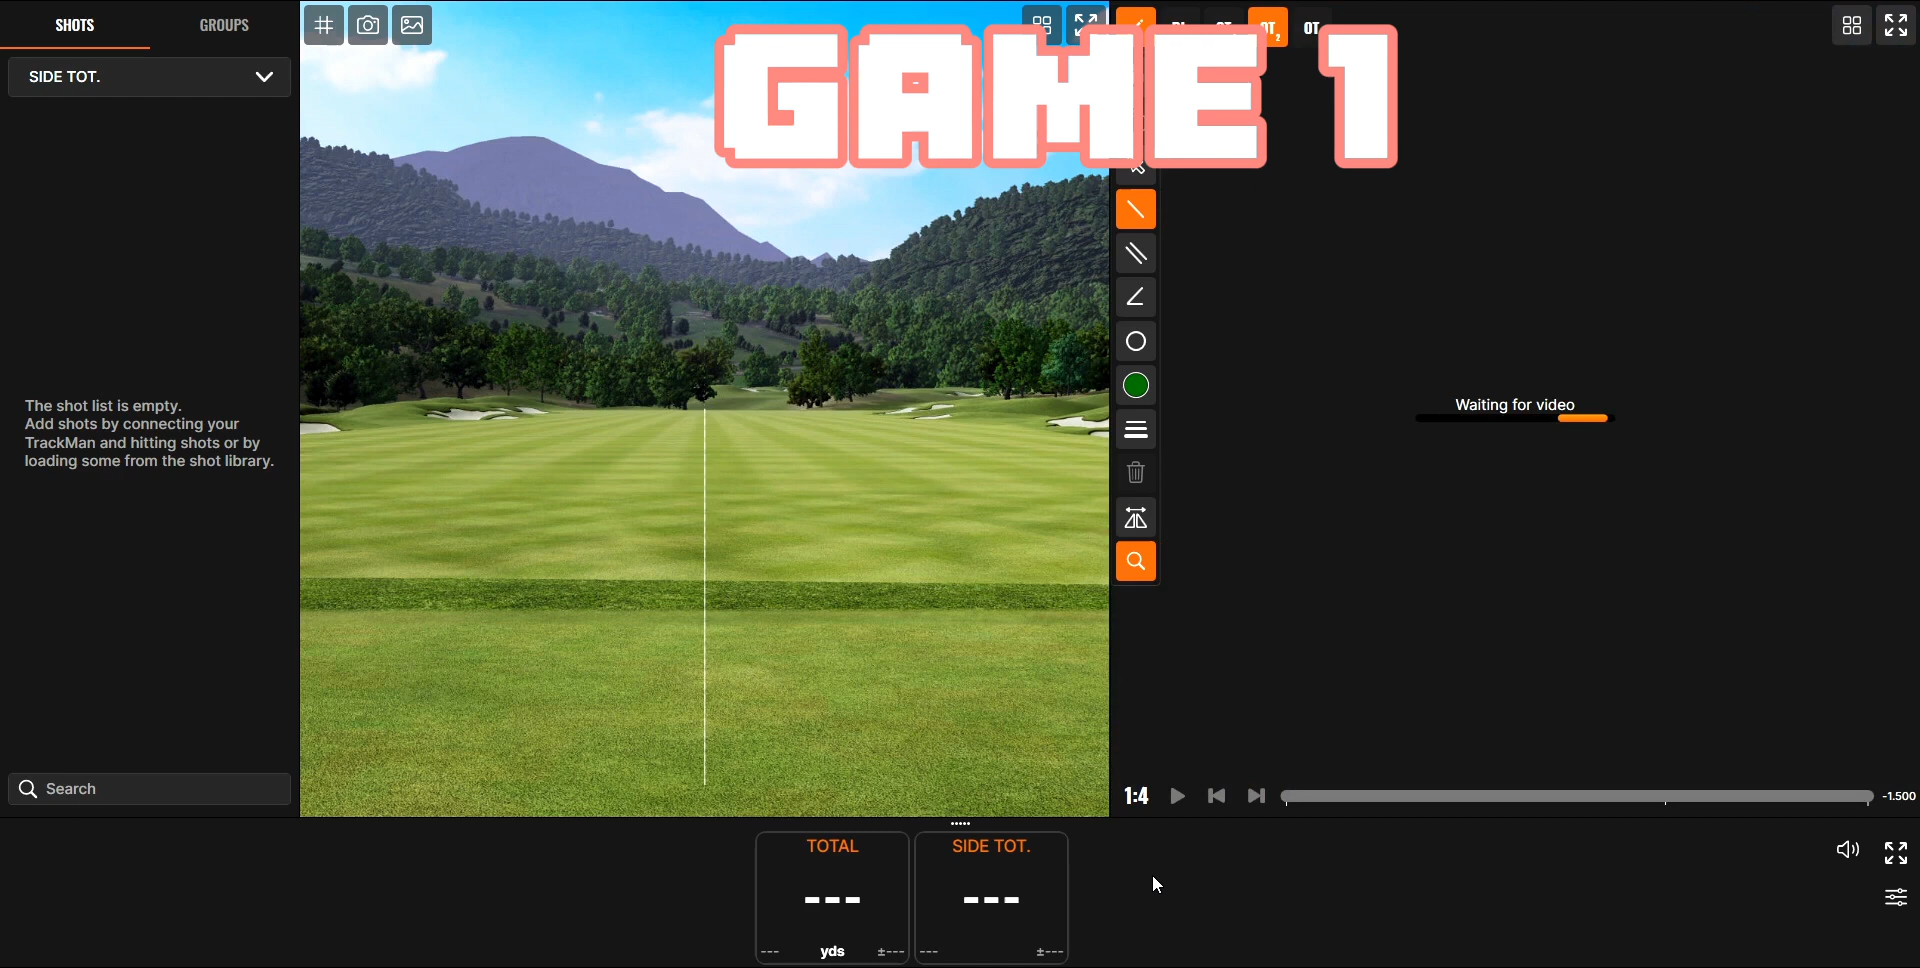 SHOTS
GROUPS
SIDE TOT.
GAME 1
The shot list is empty.
Add shots by connecting your
TrackMan and hitting shots or by
loading some from the shot library.
Search
Waiting for video
1:4
-1.500
TOTAL
---
--- yds ±---
SIDE TOT.
---
--- ±---